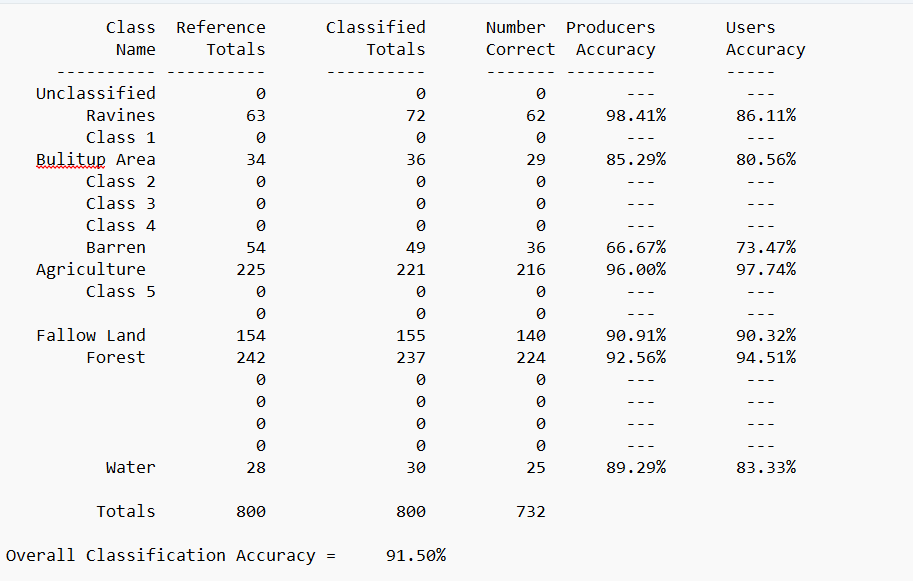 Class Reference Classified Number Producers Users
Name Totals Totals Correct Accuracy Accuracy
---------- ---------- ---------- ------- --------- -----
Unclassified 0 0 0 --- ---
Ravines 63 72 62 98.41% 86.11%
Class 1 0 0 0 --- ---
Bulitup Area 34 36 29 85.29% 80.56%
Class 2 0 0 0 --- ---
Class 3 0 0 0 --- ---
Class 4 0 0 0 --- ---
Barren 54 49 36 66.67% 73.47%
Agriculture 225 221 216 96.00% 97.74%
Class 5 0 0 0 --- ---
0 0 0 --- ---
Fallow Land 154 155 140 90.91% 90.32%
Forest 242 237 224 92.56% 94.51%
0 0 0 --- ---
0 0 0 --- ---
0 0 0 --- ---
0 0 0 --- ---
Water 28 30 25 89.29% 83.33%
Totals 800 800 732
Overall Classification Accuracy = 91.50%